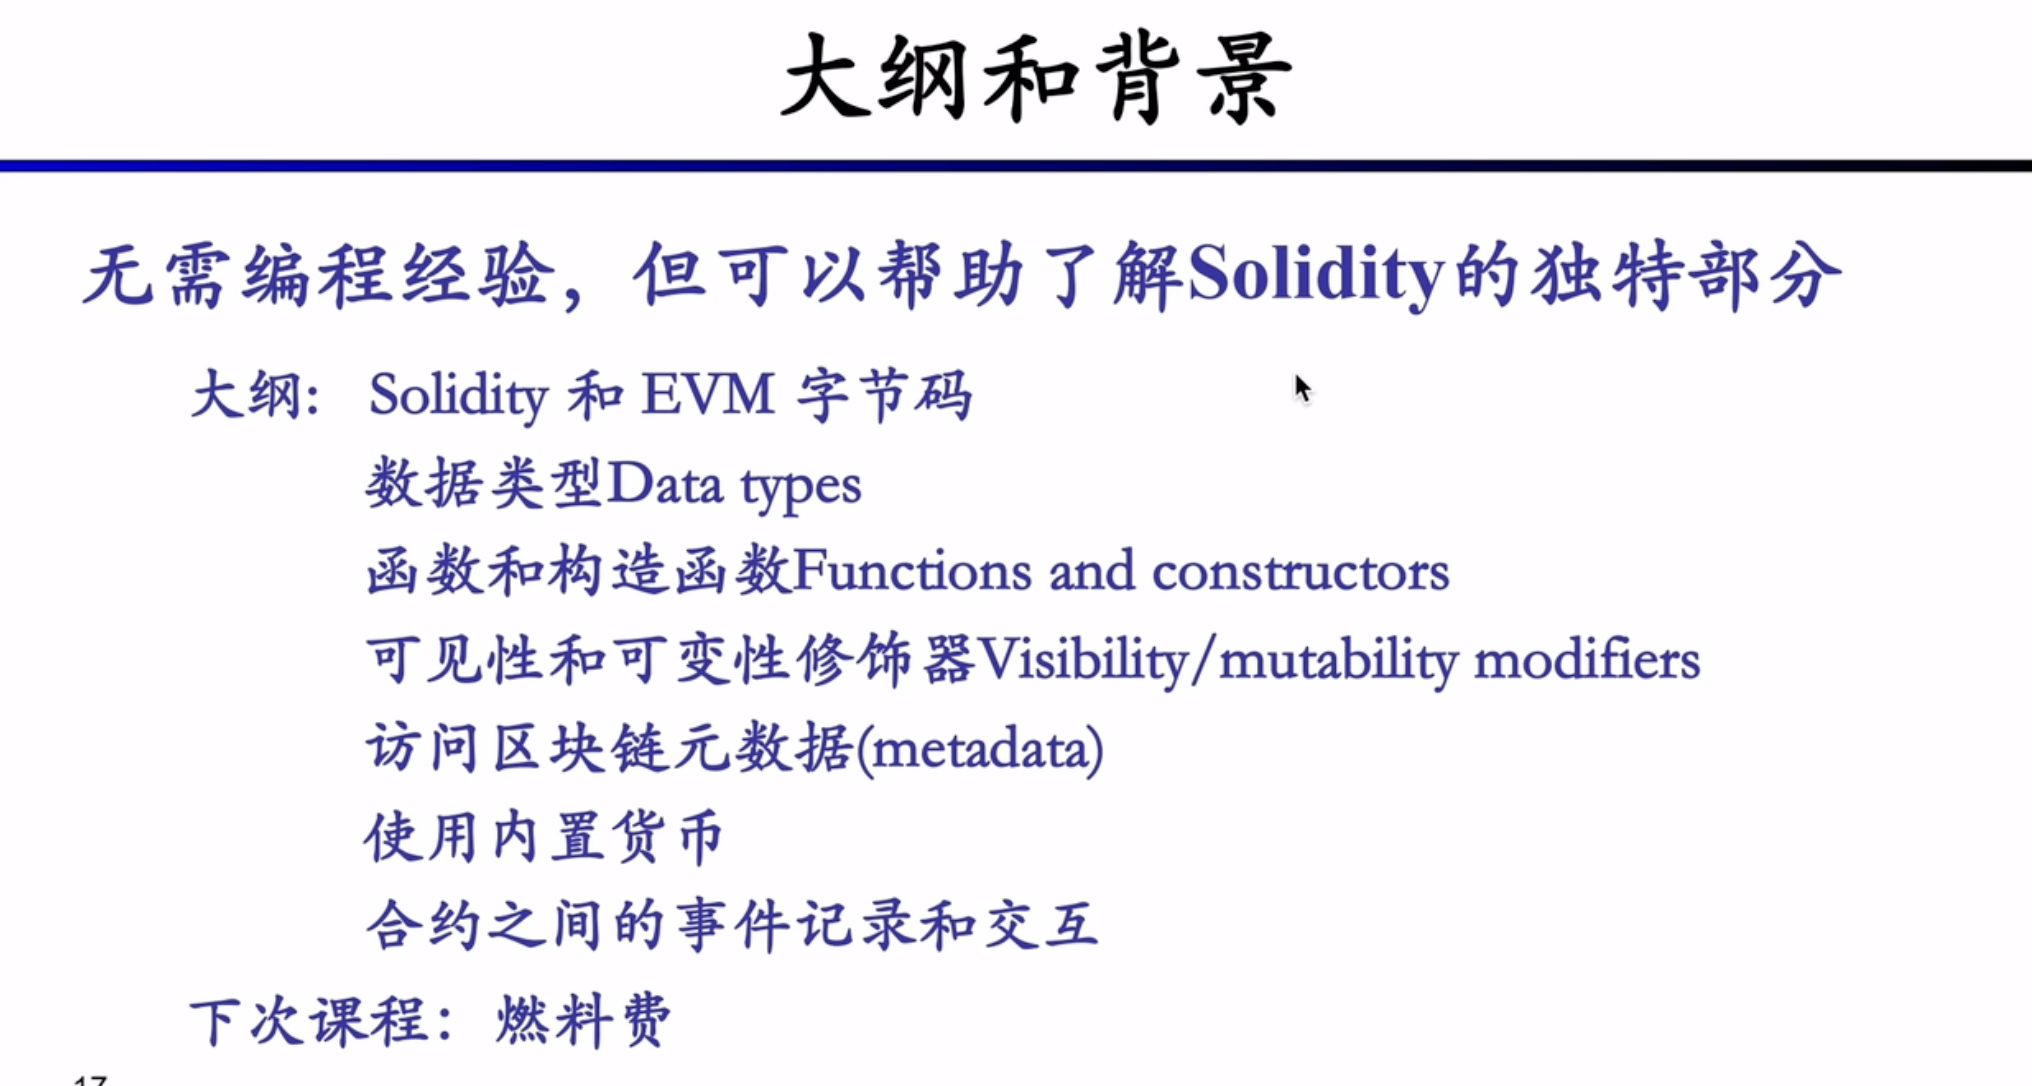 大纲和背景
无需编程经验，但可以帮助了解Solidity的独特部分
大纲： Solidity 和 EVM 字节码
数据类型Data types
函数和构造函数Functions and constructors
可见性和可变性修饰器Visibility/mutability modifiers
访问区块链元数据(metadata)
使用内置货币
合约之间的事件记录和交互
下次课程：燃料费
17